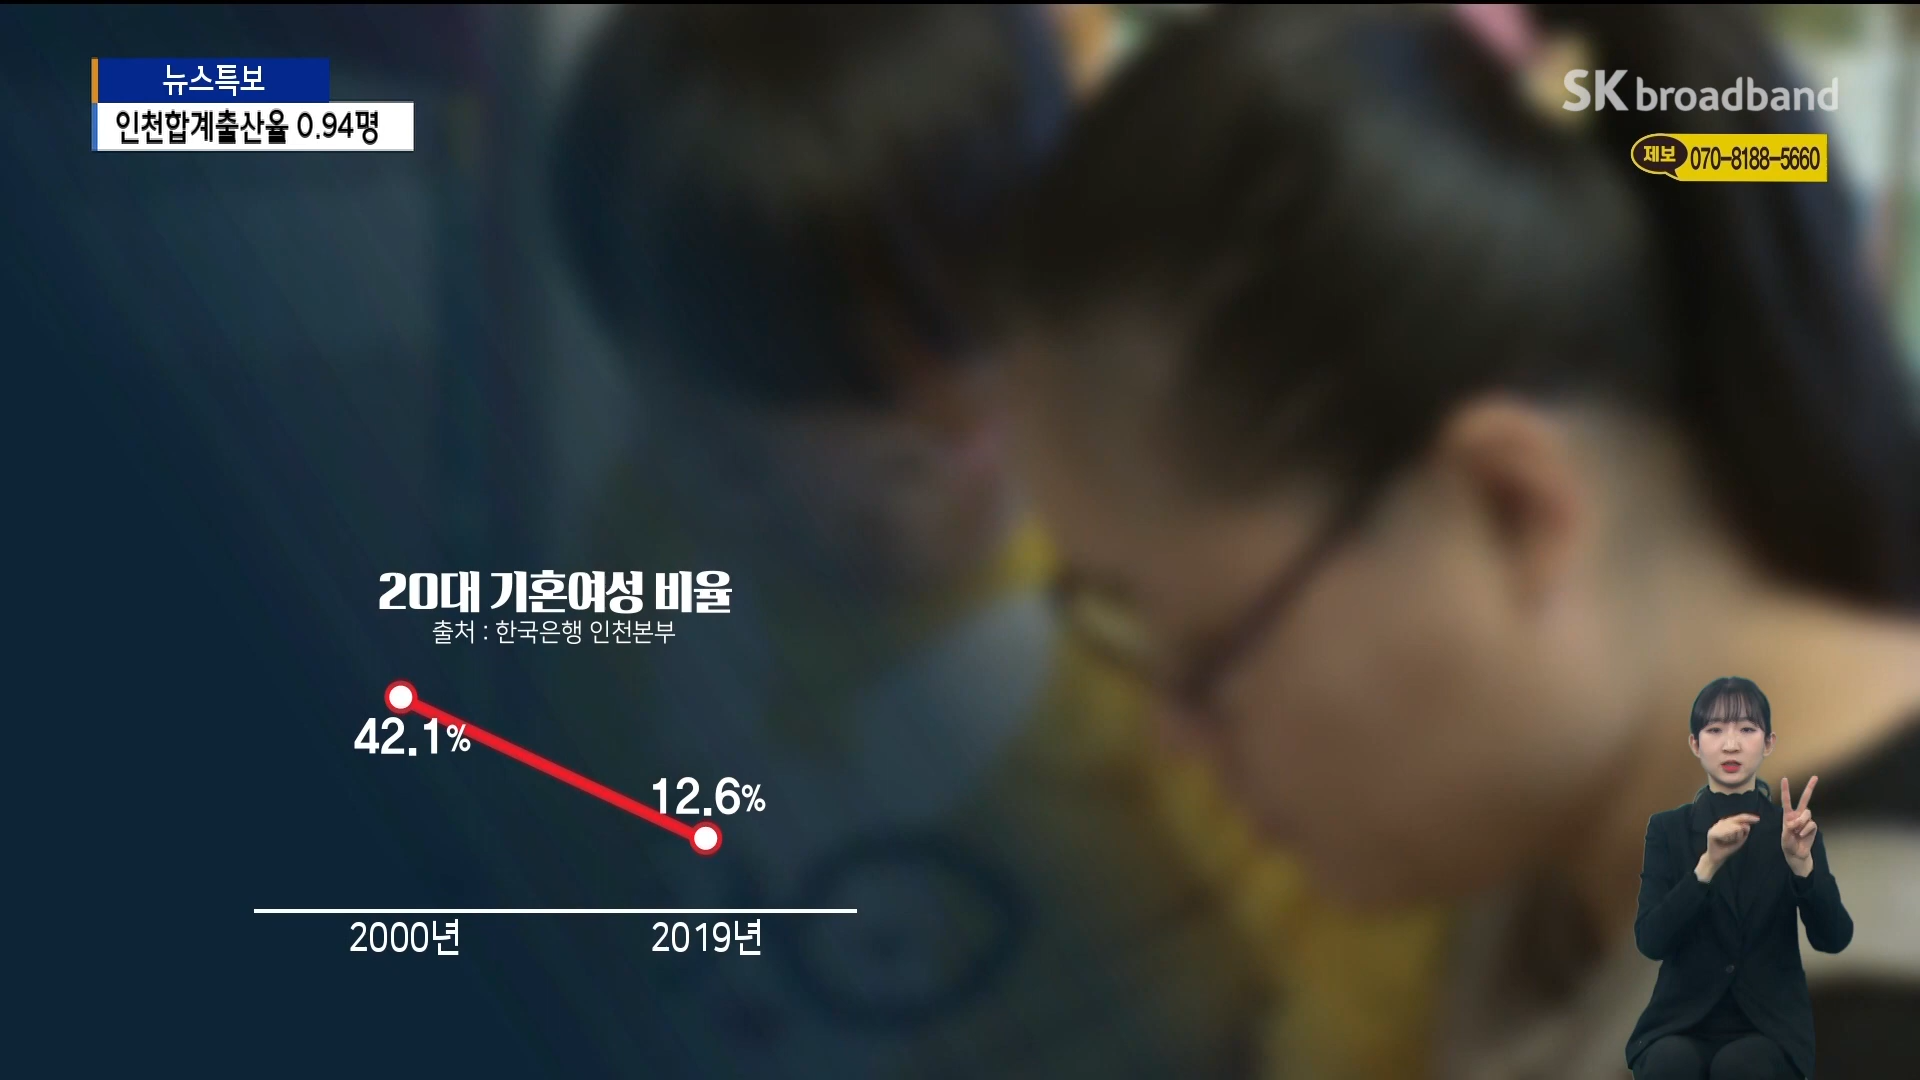 뉴스특보
인천합계출산율 0.94명
SK broadband
제보 070-8188-5660
20대 기혼여성 비율
출처 : 한국은행 인천본부
42.1%
12.6%
2000년
2019년